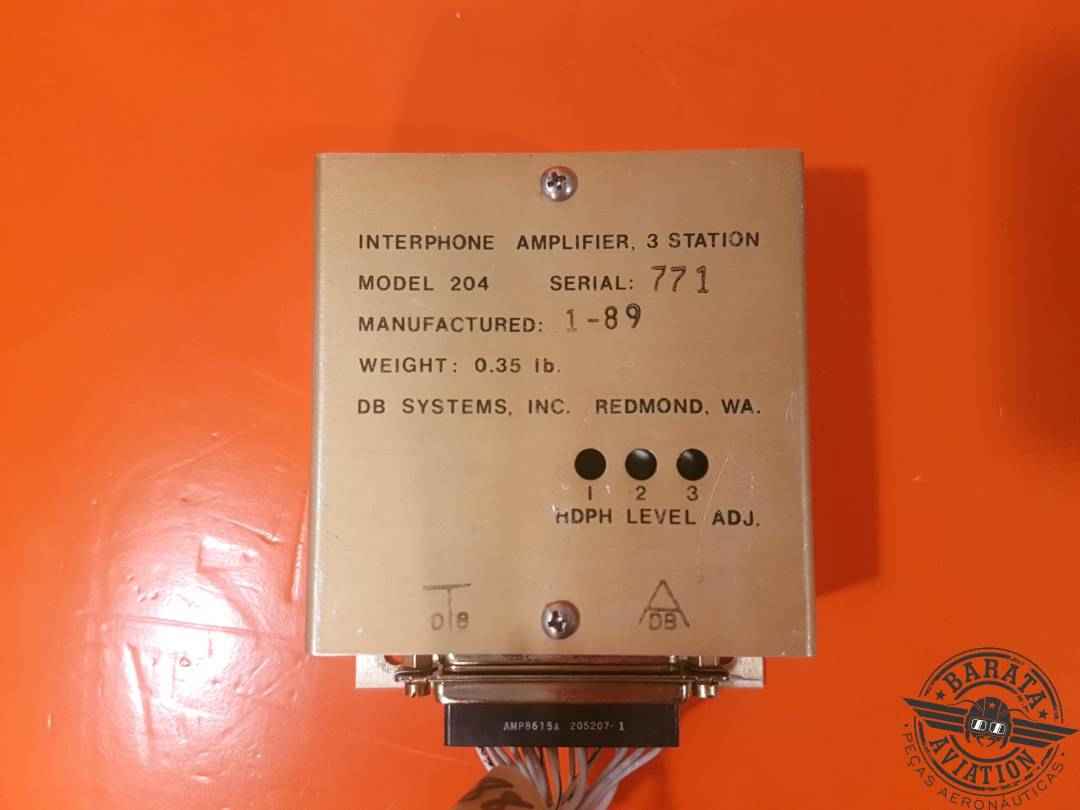 INTERPHONE AMPLIFIER, 3 STATION
MODEL 204 SERIAL: 771
MANUFACTURED: 1-89
WEIGHT: 0.35 lb.
DB SYSTEMS, INC. REDMOND, WA.
1 2 3
HDPH LEVEL ADJ.
DB
AMP8615A 205207-1
BARATA
AVIATION
PEÇAS AERONÁUTICAS